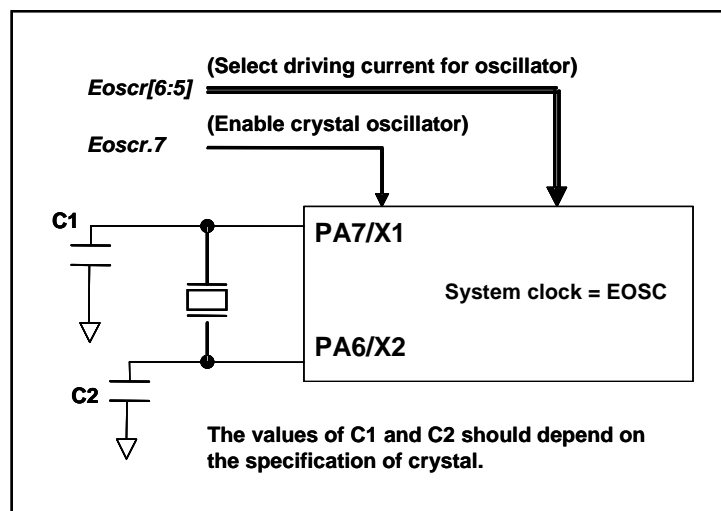 (Select driving current for oscillator)
Eoscr[6:5]
(Enable crystal oscillator)
Eoscr.7
C1
PA7/X1
System clock = EOSC
PA6/X2
C2
The values of C1 and C2 should depend on
the specification of crystal.